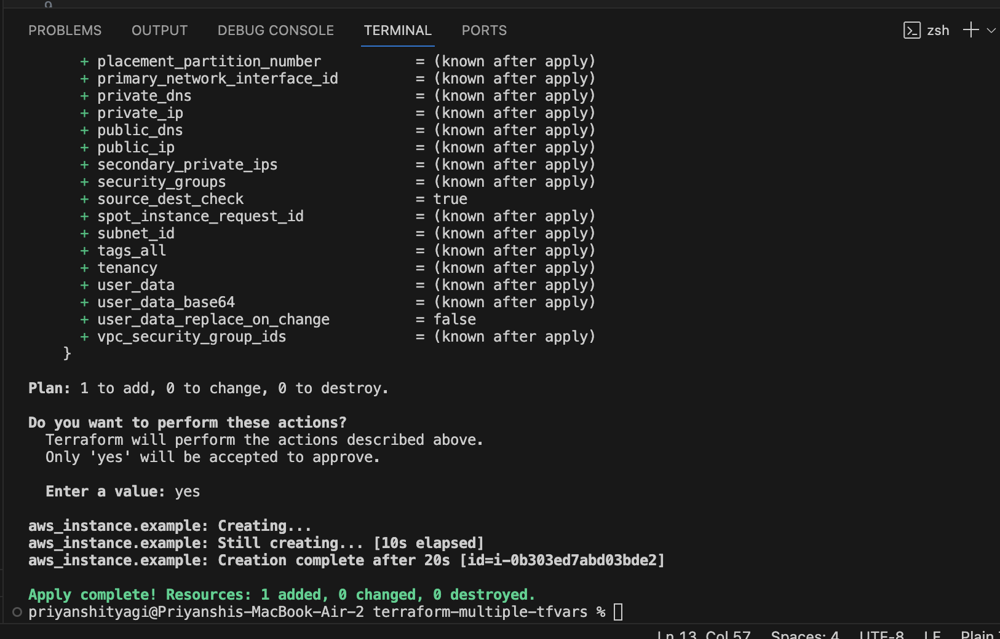 9
PROBLEMS OUTPUT DEBUG CONSOLE TERMINAL PORTS zsh
+ placement_partition_number = (known after apply)
+ primary_network_interface_id = (known after apply)
+ private_dns = (known after apply)
+ private_ip = (known after apply)
+ public_dns = (known after apply)
+ public_ip = (known after apply)
+ secondary_private_ips = (known after apply)
+ security_groups = (known after apply)
+ source_dest_check = true
+ spot_instance_request_id = (known after apply)
+ subnet_id = (known after apply)
+ tags_all = (known after apply)
+ tenancy = (known after apply)
+ user_data = (known after apply)
+ user_data_base64 = (known after apply)
+ user_data_replace_on_change = false
+ vpc_security_group_ids = (known after apply)
}
Plan: 1 to add, 0 to change, 0 to destroy.
Do you want to perform these actions?
Terraform will perform the actions described above.
Only 'yes' will be accepted to approve.
Enter a value: yes
aws_instance.example: Creating...
aws_instance.example: Still creating... [10s elapsed]
aws_instance.example: Creation complete after 20s [id=i-0b303ed7abd03bde2]
Apply complete! Resources: 1 added, 0 changed, 0 destroyed.
priyanshityagi@Priyanshis-MacBook-Air-2 terraform-multiple-tfvars %
Ln 13, Col 57 Spaces: 4 UTF-8 LF Plain